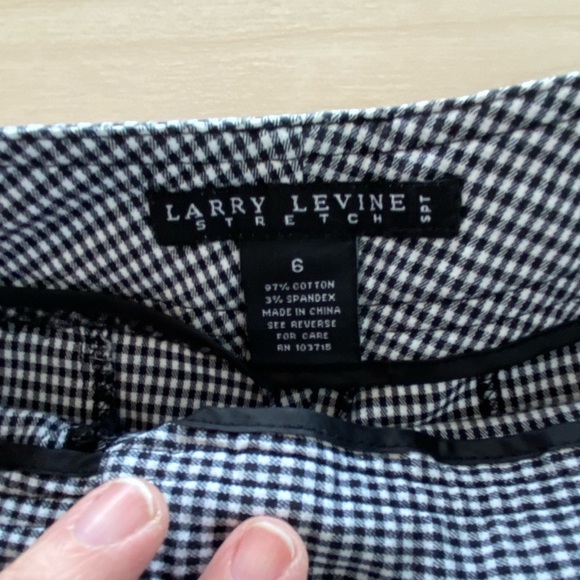 LARRY LEVINE SPT
STRETCH
6
97% COTTON
3% SPANDEX
MADE IN CHINA
SEE REVERSE
FOR CARE
RN 103715